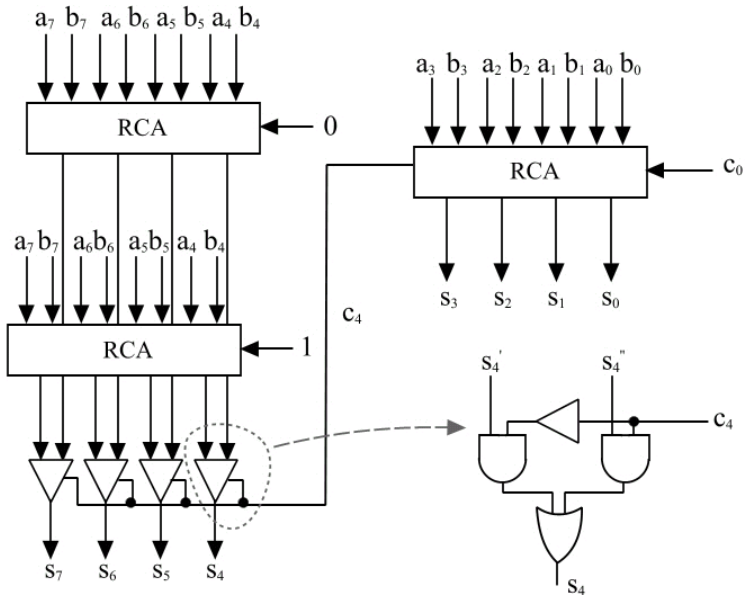 a₇ b₇ a₆ b₆ a₅ b₅ a₄ b₄
RCA
0
a₃ b₃ a₂ b₂ a₁ b₁ a₀ b₀
RCA
c₀
s₃ s₂ s₁ s₀
a₇ b₇ a₆ b₆ a₅ b₅ a₄ b₄
RCA
1
c₄
s₇ s₆ s₅ s₄
s₄' s₄"
c₄
s₄